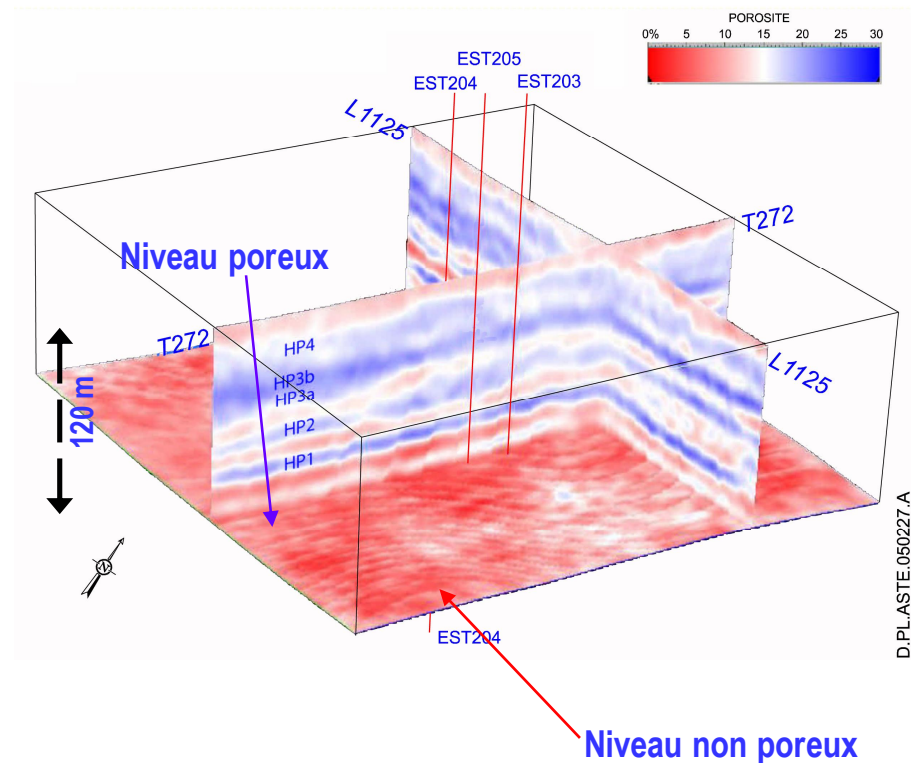 POROSITE
0% 5 10 15 20 25 30
EST205
EST204 EST203
L1125
T272
Niveau poreux
T272
HP4
HP3b
HP3a
HP2
HP1
L1125
120 m
N
EST204
D.PL.ASTE.050227.A
Niveau non poreux